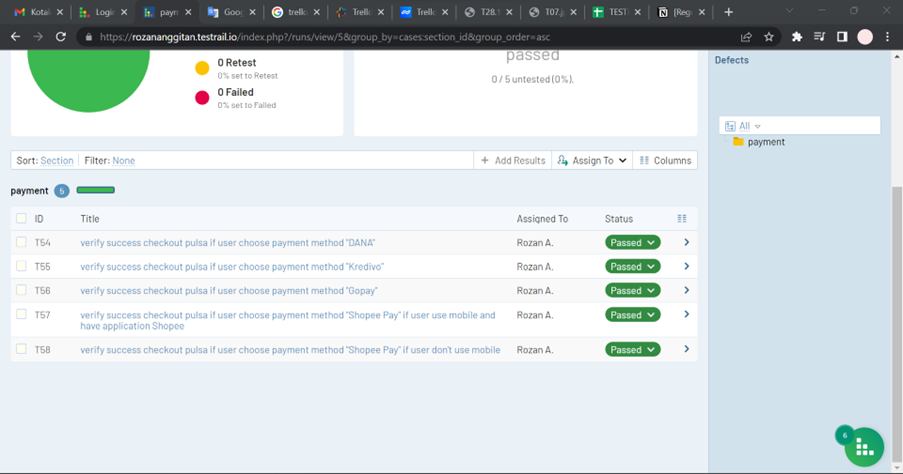 Kotak
Login
paym
Goog
trello
Trello
Trello
T28.
T07.j
TEST
[Reg
https://rozananggitan.testrail.io/index.php?/runs/view/5&group_by=cases:section_id&group_order=asc
0 Retest
0% set to Retest
0 Failed
0% set to Failed
passed
0 / 5 untested (0%).
Defects
All
payment
Sort: Section Filter: None
Add Results Assign To Columns
payment 5
ID Title Assigned To Status
T54 verify success checkout pulsa if user choose payment method "DANA" Rozan A. Passed
T55 verify success checkout pulsa if user choose payment method "Kredivo" Rozan A. Passed
T56 verify success checkout pulsa if user choose payment method "Gopay" Rozan A. Passed
T57 verify success checkout pulsa if user choose payment method "Shopee Pay" if user use mobile and Rozan A. Passed
have application Shopee
T58 verify success checkout pulsa if user choose payment method "Shopee Pay" if user don't use mobile Rozan A. Passed
6